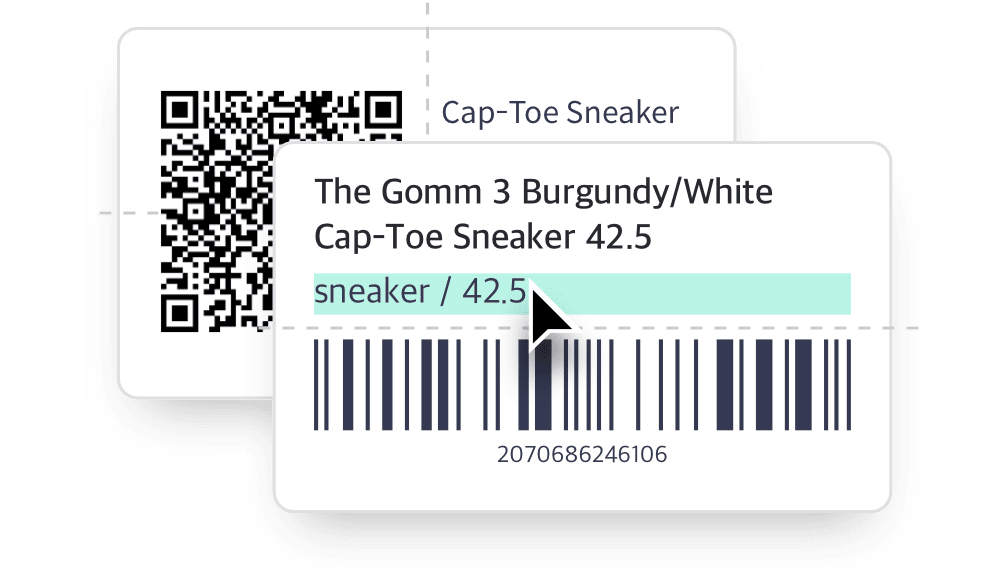 Cap-Toe Sneaker
The Gomm 3 Burgundy/White
Cap-Toe Sneaker 42.5
sneaker / 42.5
2070686246106